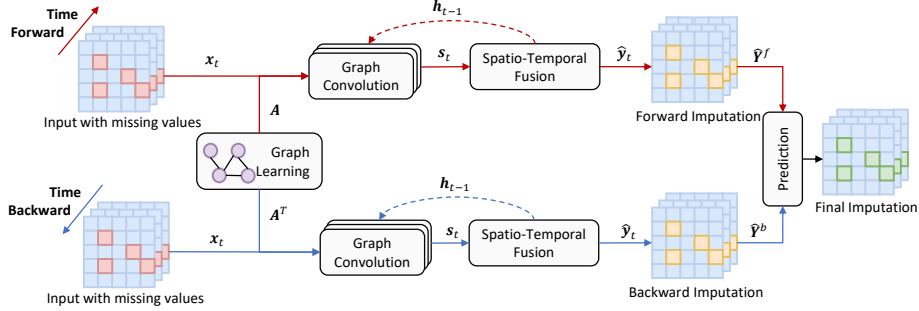 Time
Forward
Input with missing values
x_t
A
h_{t−1}
Graph
Convolution
s_t
Spatio-Temporal
Fusion
ŷ_t
Forward Imputation
Ŷ^f
Graph
Learning
Prediction
Final Imputation
Time
Backward
Input with missing values
x_t
A^T
h_{t−1}
Graph
Convolution
s_t
Spatio-Temporal
Fusion
ŷ_t
Backward Imputation
Ŷ^b